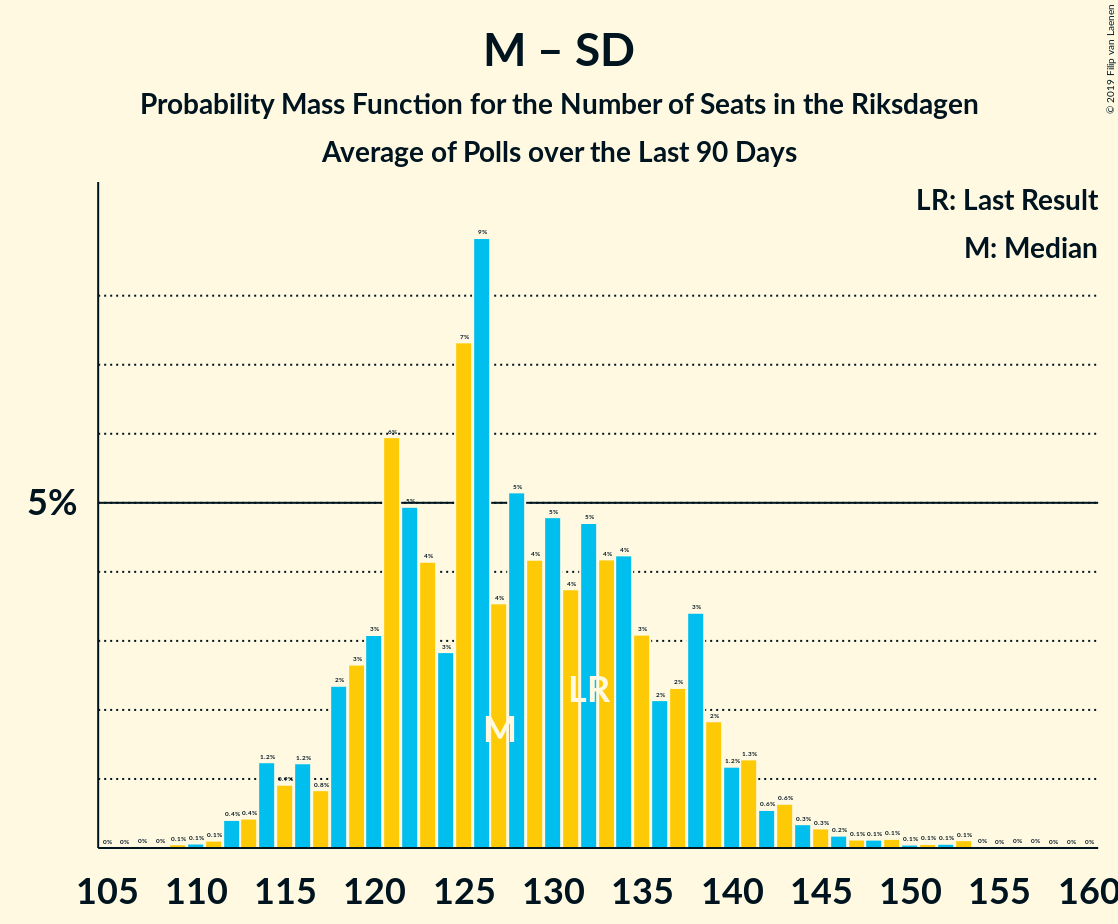 © 2019 Filip van Laenen
M – SD
Probability Mass Function for the Number of Seats in the Riksdagen
Average of Polls over the Last 90 Days
LR: Last Result
M: Median
5%
0% 0% 0% 0% 0.1% 0.1% 0.1% 0.4% 0.4% 1.2% 0.9% 1.2% 0.8% 2% 3% 3% 6% 5% 4% 3% 7% 9% 4% 5% 4% 5% 4% 5% 4% 4% 3% 2% 2% 3% 2% 1.2% 1.3% 0.6% 0.6% 0.3% 0.3% 0.2% 0.1% 0.1% 0.1% 0.1% 0.1% 0.1% 0.1% 0% 0% 0% 0% 0% 0% 0%
LR
M
105 110 115 120 125 130 135 140 145 150 155 160